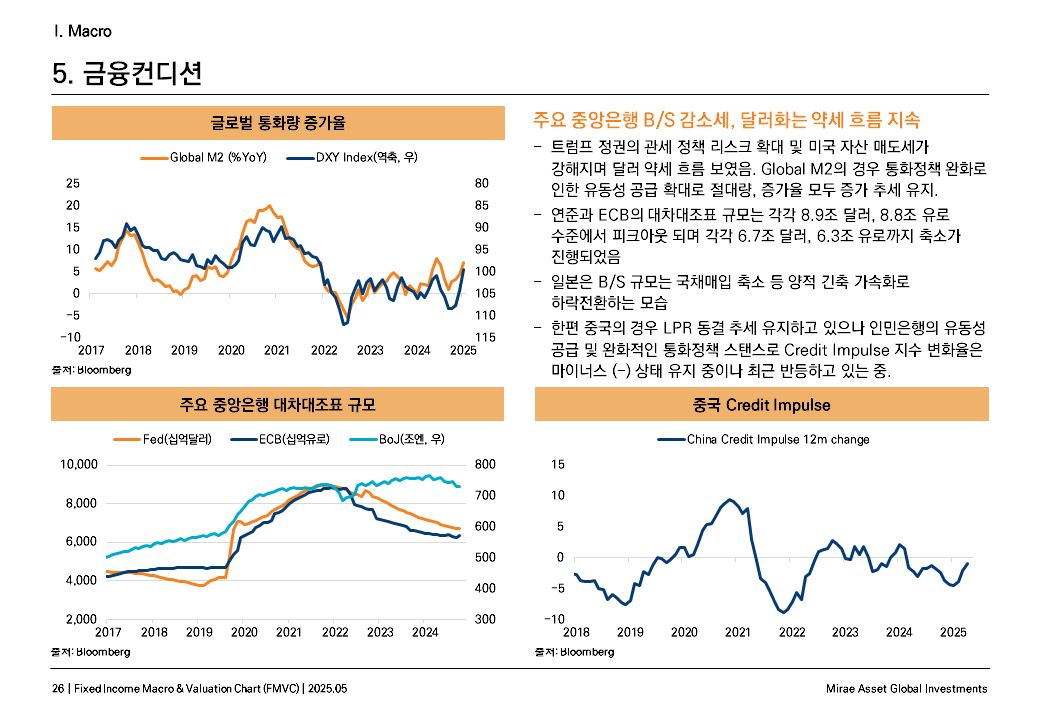 I. Macro
5. 금융컨디션
글로벌 통화량 증가율
Global M2 (%YoY) DXY Index(역축, 우)
25 80
20 85
15 90
10 95
5 100
0 105
-5 110
-10 115
2017 2018 2019 2020 2020 2021 2022 2023 2024 2025
출처: Bloomberg
주요 중앙은행 B/S 감소세, 달러화는 약세 흐름 지속
– 트럼프 정권의 관세 정책 리스크 확대 및 미국 자산 매도세가
강해지며 달러 약세 흐름 보였음. Global M2의 경우 통화정책 완화로
인한 유동성 공급 확대로 절대량, 증가율 모두 증가 추세 유지.
– 연준과 ECB의 대차대조표 규모는 각각 8.9조 달러, 8.8조 유로
수준에서 피크아웃 되며 각각 6.7조 달러, 6.3조 유로까지 축소가
진행되었음
– 일본은 B/S 규모는 국채매입 축소 등 양적 긴축 가속화로
하락전환하는 모습
– 한편 중국의 경우 LPR 동결 추세 유지하고 있으나 인민은행의 유동성
공급 및 완화적인 통화정책 스탠스로 Credit Impulse 지수 변화율은
마이너스 (-) 상태 유지 중이나 최근 반등하고 있는 중.
주요 중앙은행 대차대조표 규모
Fed(십억달러) ECB(십억유로) BoJ(조엔, 우)
10,000 800
8,000 700
6,000 600
500
4,000 400
2,000 300
2017 2018 2019 2020 2021 2022 2023 2024
출처: Bloomberg
중국 Credit Impulse
China Credit Impulse 12m change
15
10
5
0
-5
-10
2018 2019 2020 2021 2022 2023 2024 2025
출처: Bloomberg
26 | Fixed Income Macro & Valuation Chart (FMVC) | 2025.05
Mirae Asset Global Investments